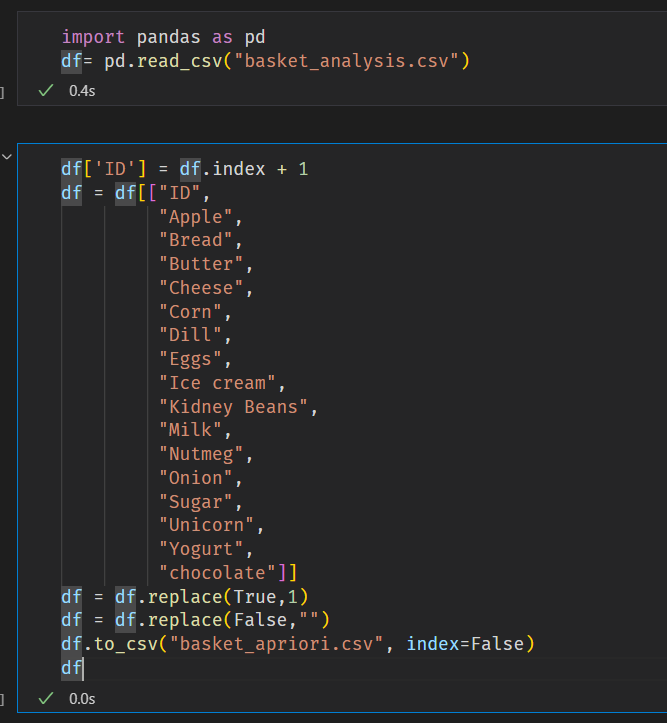 import pandas as pd
df= pd.read_csv("basket_analysis.csv")
]
0.4s
df['ID'] = df.index + 1
df = df[["ID",
"Apple",
"Bread",
"Butter",
"Cheese",
"Corn",
"Dill",
"Eggs",
"Ice cream",
"Kidney Beans",
"Milk",
"Nutmeg",
"Onion",
"Sugar",
"Unicorn",
"Yogurt",
"chocolate"]]
df = df.replace(True,1)
df = df.replace(False,"")
df.to_csv("basket_apriori.csv", index=False)
df
]
0.0s